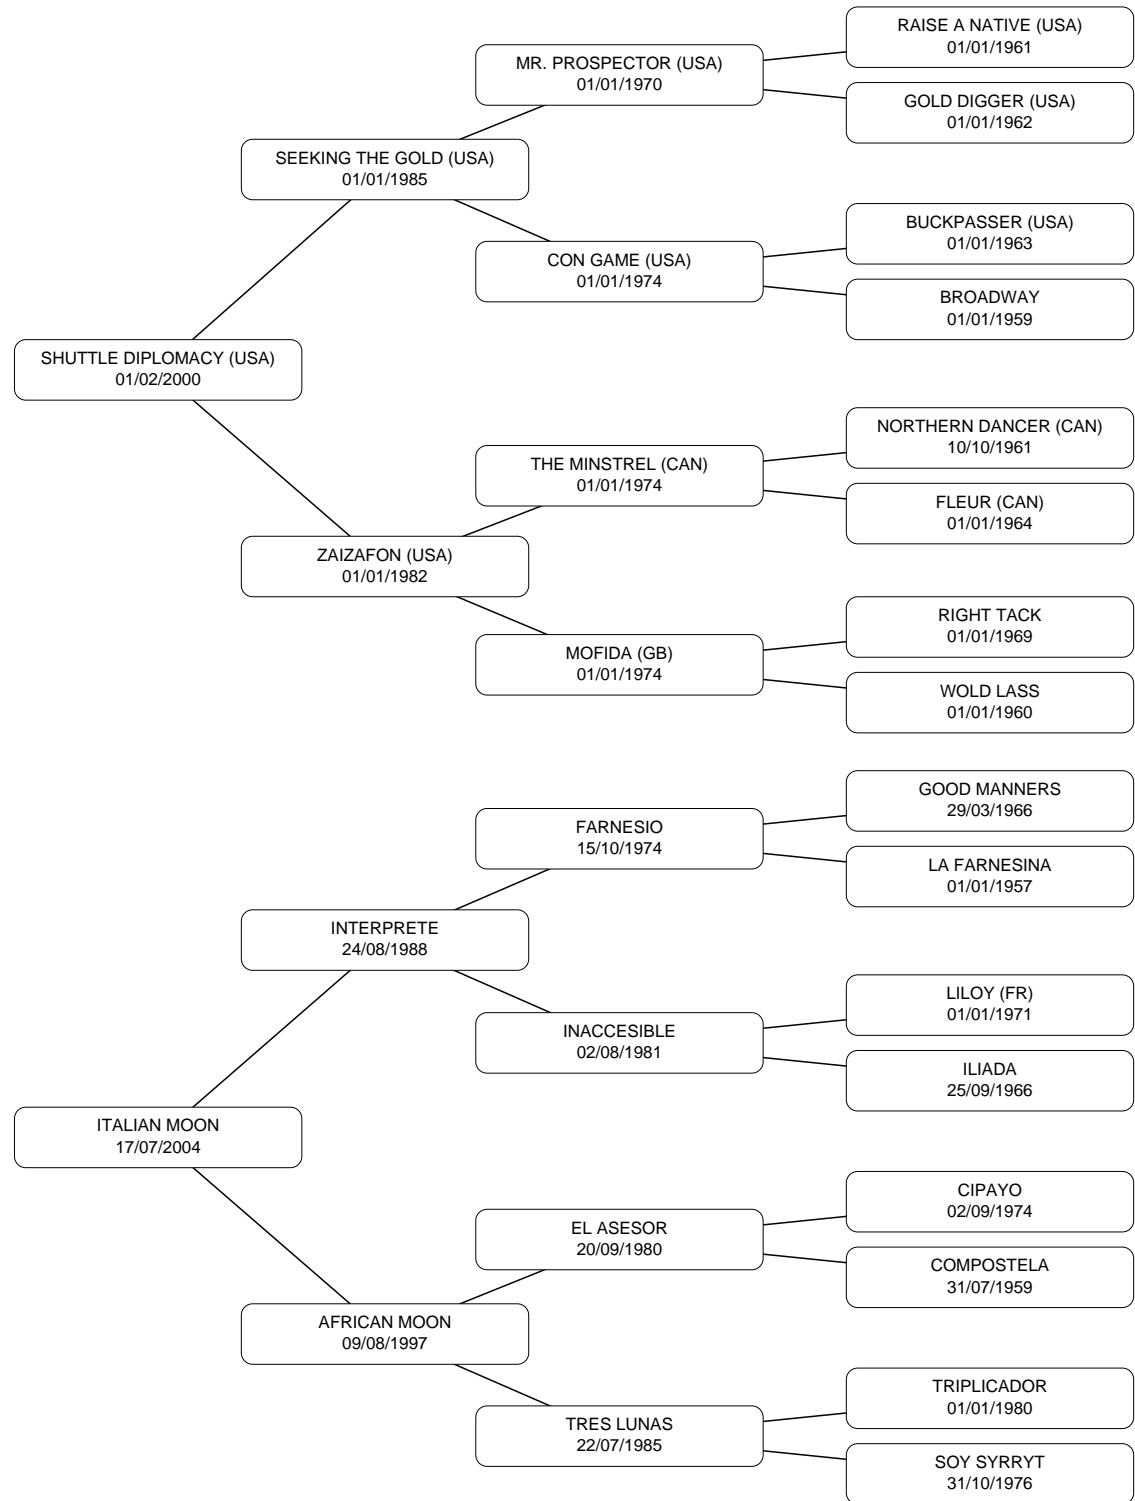 RAISE A NATIVE (USA)
01/01/1961
MR. PROSPECTOR (USA)
01/01/1970
GOLD DIGGER (USA)
01/01/1962
SEEKING THE GOLD (USA)
01/01/1985
BUCKPASSER (USA)
01/01/1963
CON GAME (USA)
01/01/1974
BROADWAY
01/01/1959
SHUTTLE DIPLOMACY (USA)
01/02/2000
NORTHERN DANCER (CAN)
10/10/1961
THE MINSTREL (CAN)
01/01/1974
FLEUR (CAN)
01/01/1964
ZAIZAFON (USA)
01/01/1982
RIGHT TACK
01/01/1969
MOFIDA (GB)
01/01/1974
WOLD LASS
01/01/1960
GOOD MANNERS
29/03/1966
FARNESIO
15/10/1974
LA FARNESINA
01/01/1957
INTERPRETE
24/08/1988
LILOY (FR)
01/01/1971
INACCESIBLE
02/08/1981
ILIADA
25/09/1966
ITALIAN MOON
17/07/2004
CIPAYO
02/09/1974
EL ASESOR
20/09/1980
COMPOSTELA
31/07/1959
AFRICAN MOON
09/08/1997
TRIPLICADOR
01/01/1980
TRES LUNAS
22/07/1985
SOY SYRRYT
31/10/1976